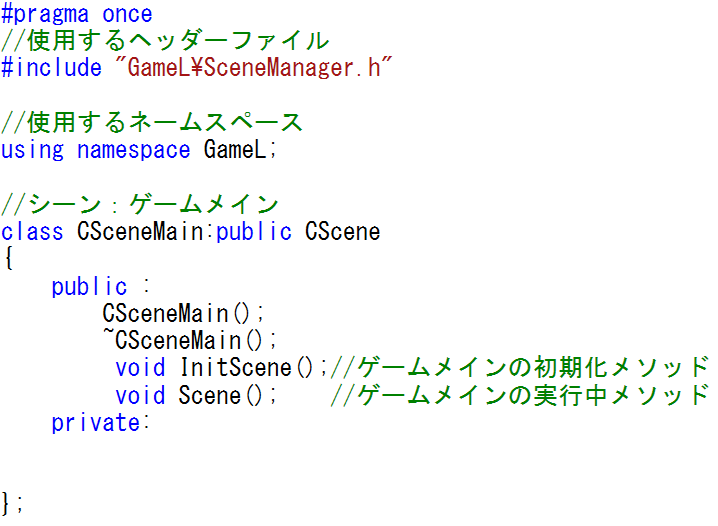 #pragma once
//使用するヘッダーファイル
#include "GameL¥SceneManager.h"
//使用するネームスペース
using namespace GameL;
//シーン：ゲームメイン
class CSceneMain:public CScene
{
public :
CSceneMain();
~CSceneMain();
void InitScene();//ゲームメインの初期化メソッド
void Scene(); //ゲームメインの実行中メソッド
private:
};